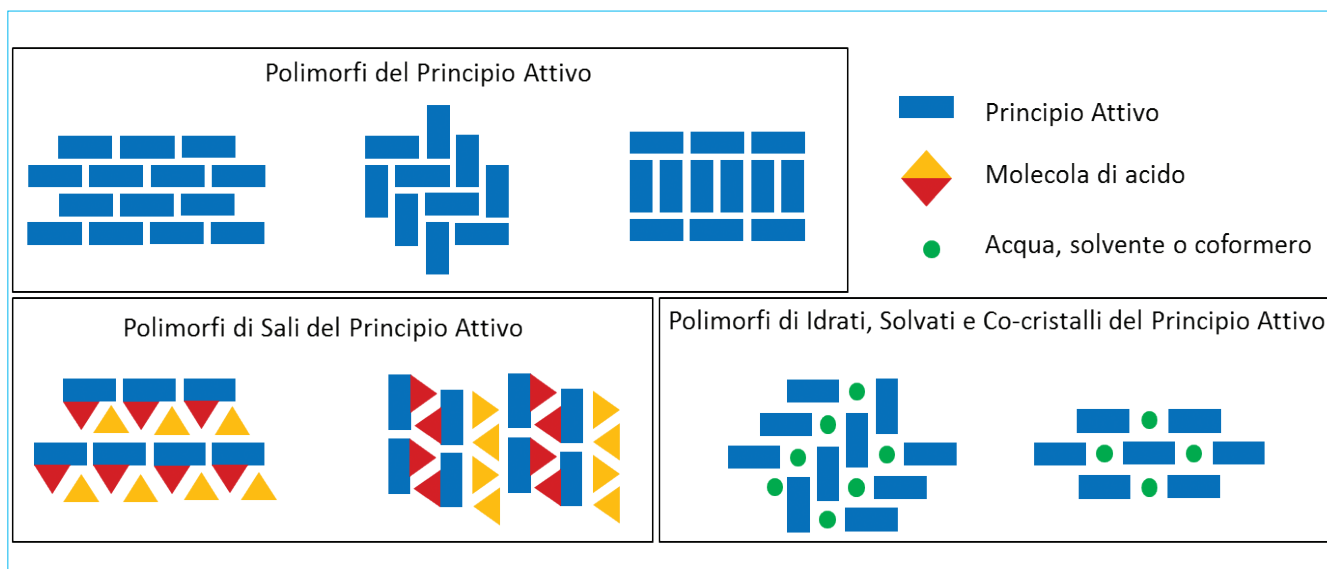 Polimorfi del Principio Attivo
Principio Attivo
Molecola di acido
Acqua, solvente o coformero
Polimorfi di Sali del Principio Attivo
Polimorfi di Idrati, Solvati e Co-cristalli del Principio Attivo